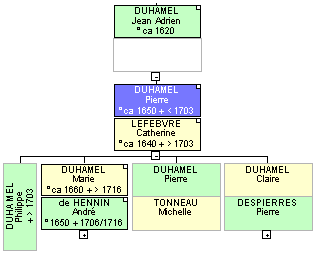 DUHAMEL
Jean Adrien
° ca 1620
DUHAMEL
Pierre
° ca 1650 + < 1703
LEFEBVRE
Catherine
° ca 1640 + > 1703
DUHAMEL
Philippe
+ > 1703
DUHAMEL
Marie
° ca 1660 + > 1716
de HENNIN
André
° 1650 + 1706/1716
DUHAMEL
Pierre
TONNEAU
Michelle
DUHAMEL
Claire
DESPIERRES
Pierre